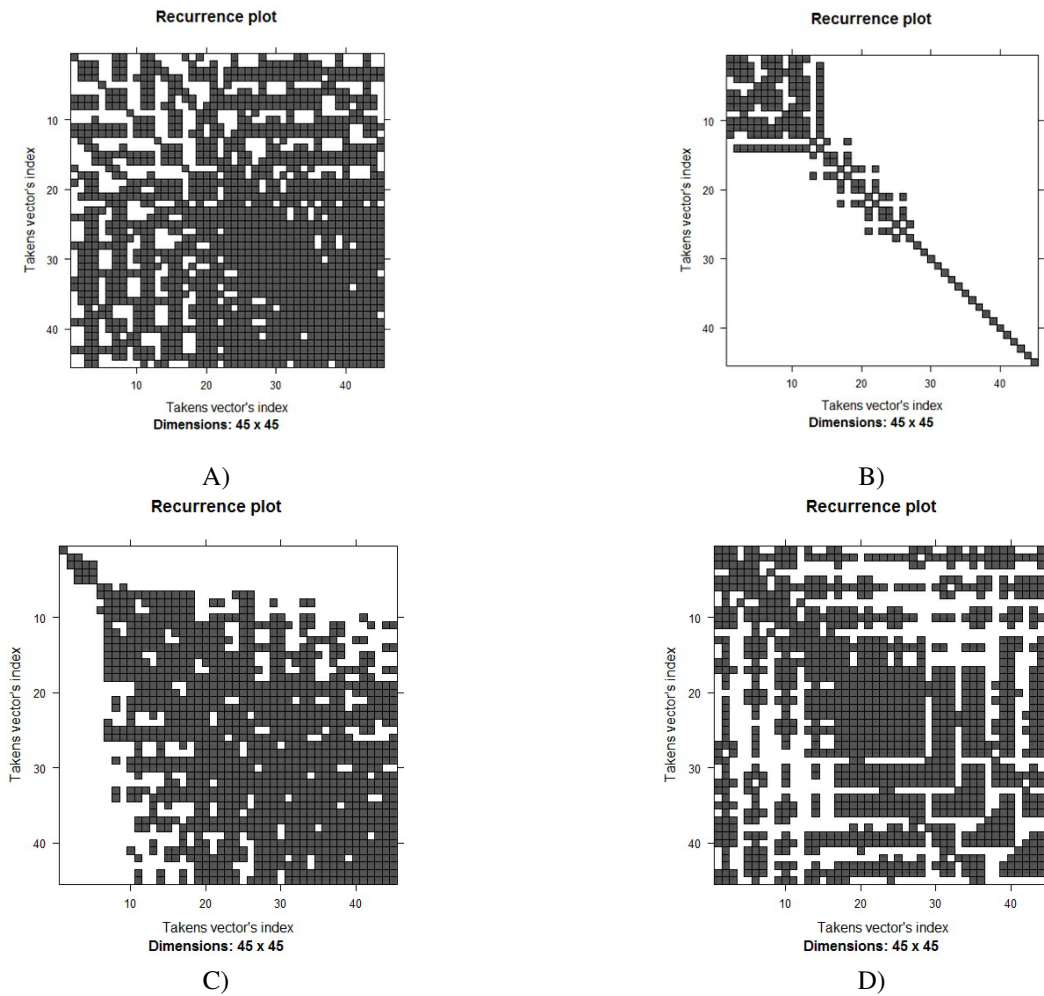 Recurrence plot
Takens vector's index
10
20
30
40
10
20
30
40
Takens vector's index
Dimensions: 45 x 45
A)
Recurrence plot
Takens vector's index
10
20
30
40
10
20
30
40
Takens vector's index
Dimensions: 45 x 45
B)
Recurrence plot
Takens vector's index
10
20
30
40
10
20
30
40
Takens vector's index
Dimensions: 45 x 45
C)
Recurrence plot
Takens vector's index
10
20
30
40
10
20
30
40
Takens vector's index
Dimensions: 45 x 45
D)